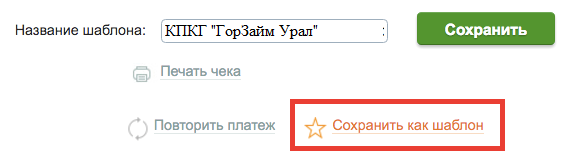 Название шаблона: КПКГ "ГорЗайм Урал" Сохранить
Печать чека
Повторить платеж Сохранить как шаблон